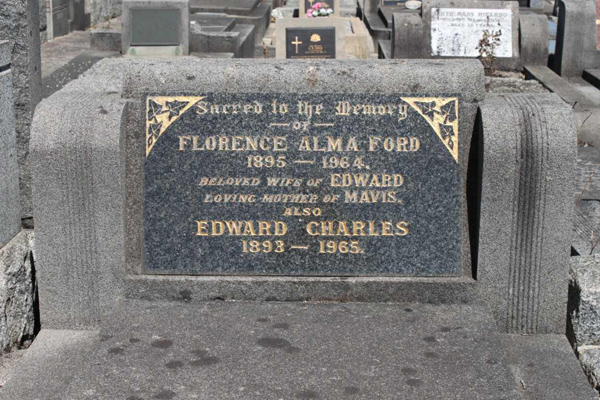 Sacred to the Memory
OF
FLORENCE ALMA FORD
1895 — 1964.
BELOVED WIFE OF EDWARD
LOVING MOTHER OF MAVIS.
ALSO
EDWARD CHARLES
1893 — 1965.